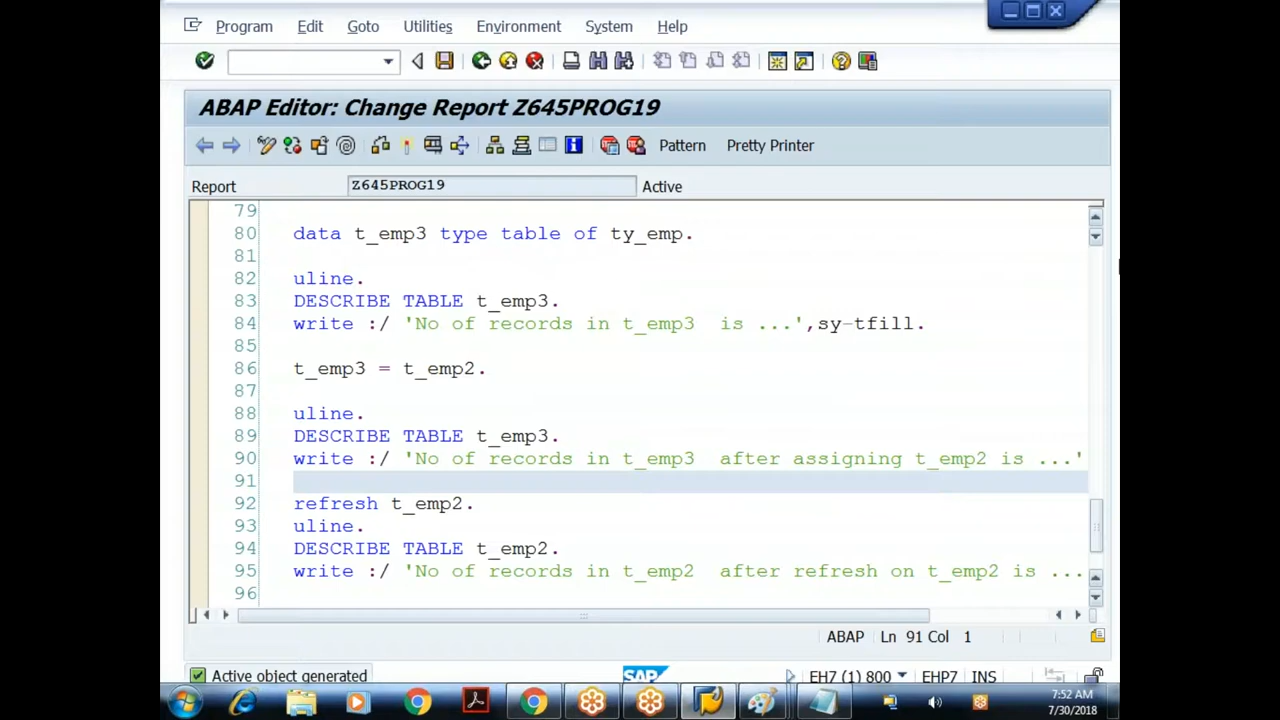 Program Edit Goto Utilities Environment System Help
ABAP Editor: Change Report Z645PROG19
Pattern Pretty Printer
Report Z645PROG19 Active
79
80 data t_emp3 type table of ty_emp.
81
82 uline.
83 DESCRIBE TABLE t_emp3.
84 write :/ 'No of records in t_emp3  is ...',sy-tfill.
85
86 t_emp3 = t_emp2.
87
88 uline.
89 DESCRIBE TABLE t_emp3.
90 write :/ 'No of records in t_emp3  after assigning t_emp2 is ...'
91
92 refresh t_emp2.
93 uline.
94 DESCRIBE TABLE t_emp2.
95 write :/ 'No of records in t_emp2  after refresh on t_emp2 is ...
96
ABAP Ln 91 Col 1
Active object generated SAP EH7 (1) 800 EHP7 INS
7:52 AM
7/30/2018